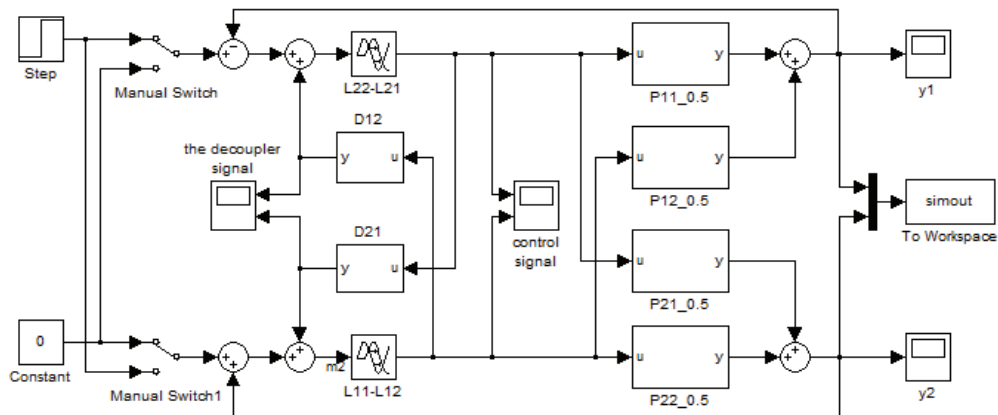 Step
Manual Switch
−
+
+
+
L22-L21
u
y
P11_0.5
+
+
y1
D12
y
u
the decoupler
signal
u
y
P12_0.5
control
signal
simout
To Workspace
D21
y
u
u
y
P21_0.5
0
Constant
Manual Switch1
+
+
+
+
m2
L11-L12
u
y
P22_0.5
+
+
y2